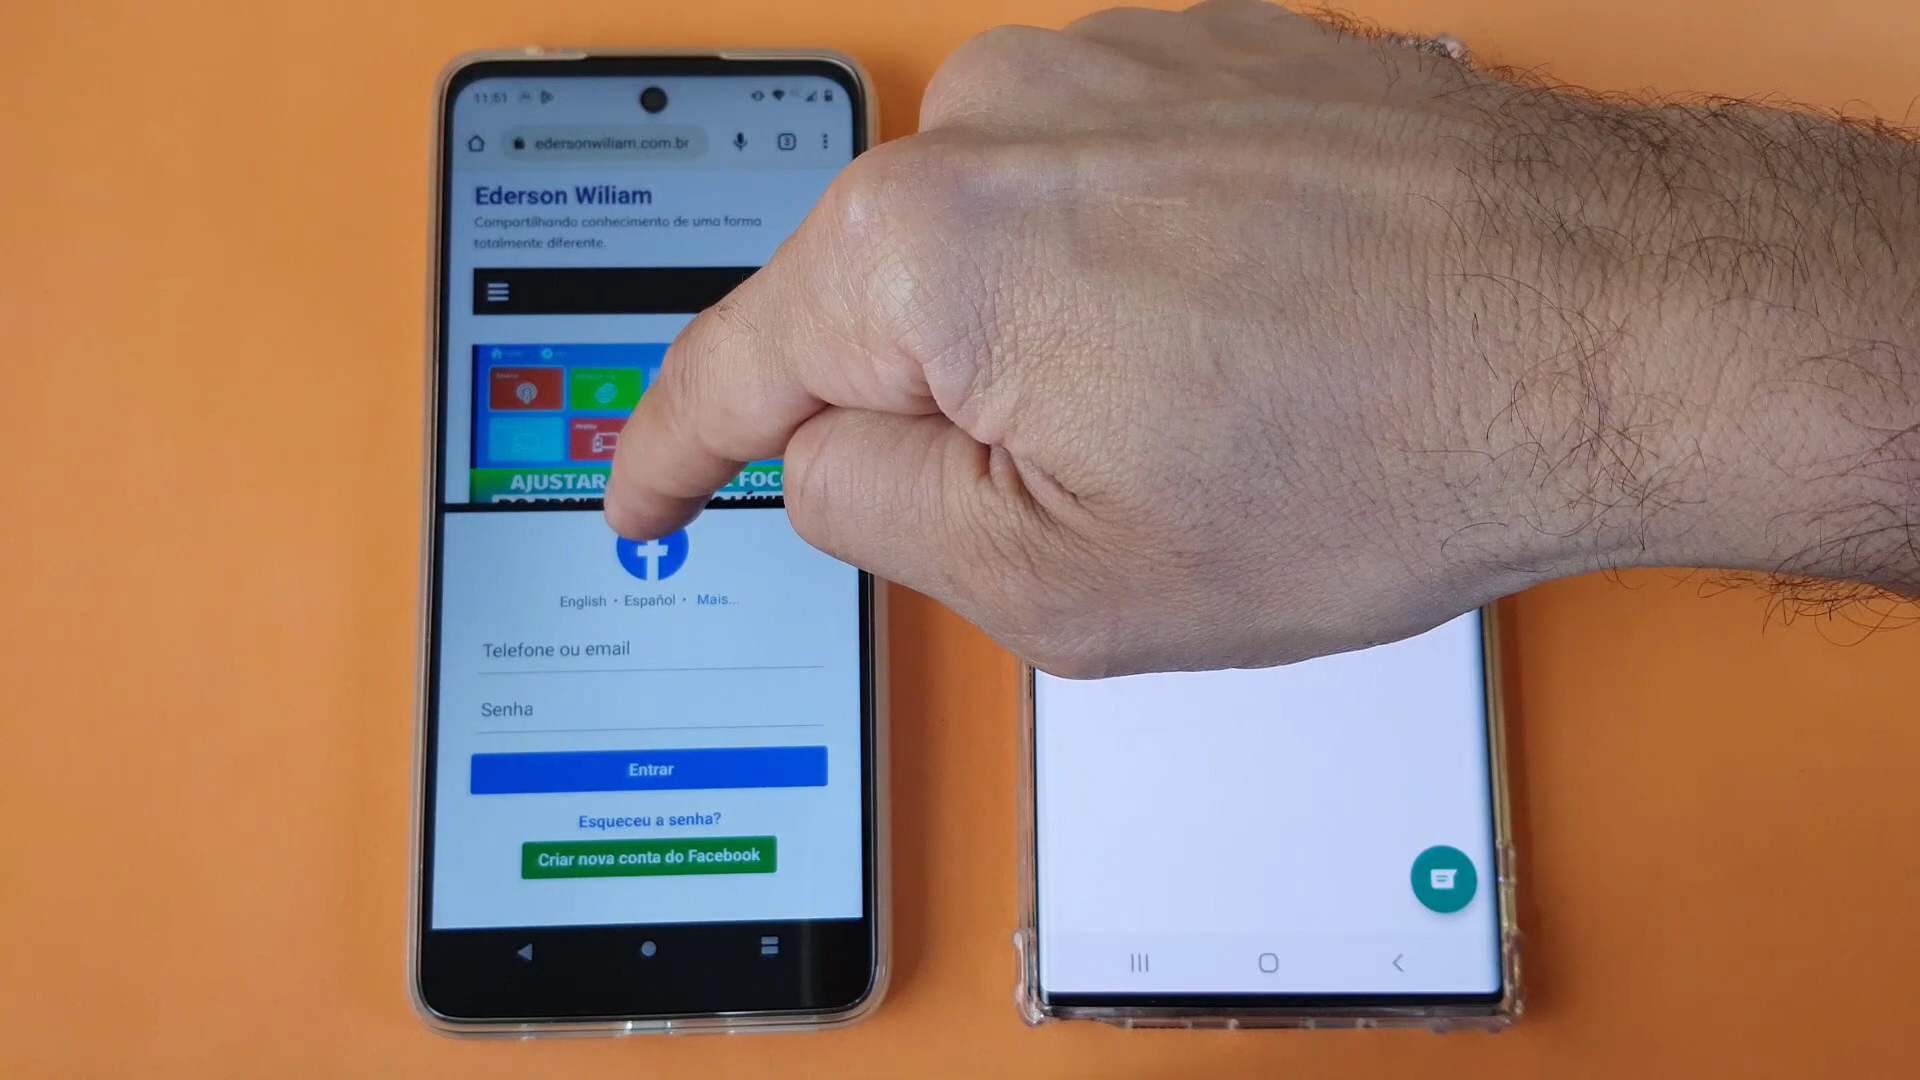 11:51
edersonwiliam.com.br
3
Ederson Wiliam
Compartilhando conhecimento de uma forma
totalmente diferente.
AJUSTAR FOC
English · Español · Mais...
Telefone ou email
Senha
Entrar
Esqueceu a senha?
Criar nova conta do Facebook